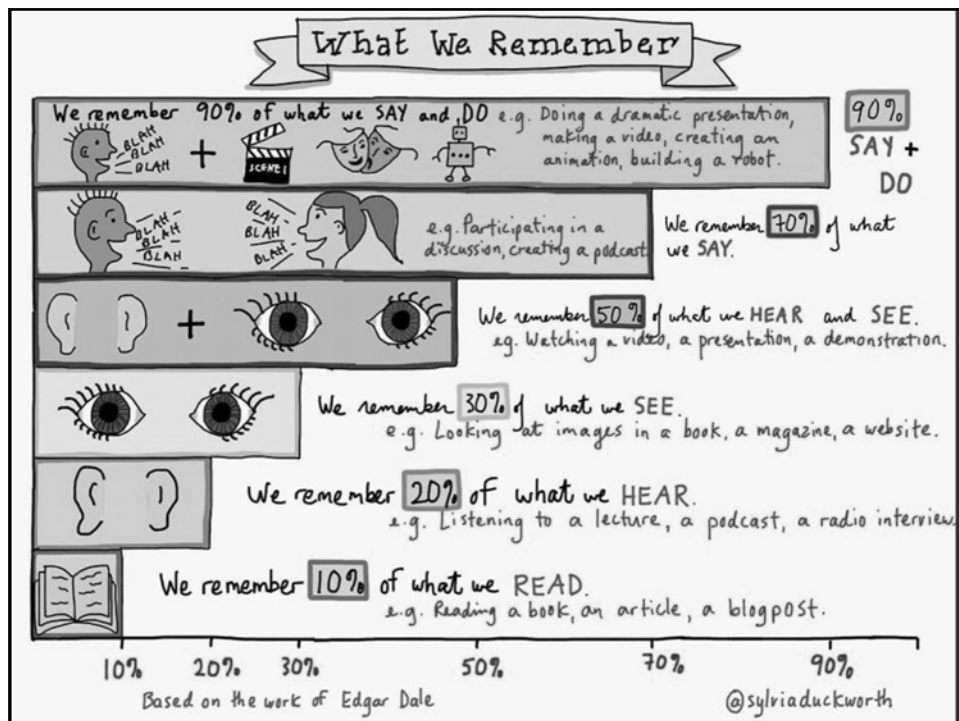 What We Remember
We remember 90% of what we SAY and DO e.g. Doing a dramatic presentation,
making a video, creating an
animation, building a robot.
BLAH
BLAH
BLAH
+
SCENE 1
90%
SAY +
DO
BLAH
BLAH
BLAH
BLAH
BLAH
BLAH
e.g. Participating in a
discussion, creating a podcast.
We remember 70% of what
we SAY.
+
We remember 50% of what we HEAR and SEE.
eg. Watching a video, a presentation, a demonstration.
We remember 30% of what we SEE.
e.g. Looking at images in a book, a magazine, a website.
We remember 20% of what we HEAR.
e.g. Listening to a lecture, a podcast, a radio interview.
We remember 10% of what we READ.
e.g. Reading a book, an article, a blogpost.
10% 20% 30% 50% 70% 90%
Based on the work of Edgar Dale
@sylviaduckworth